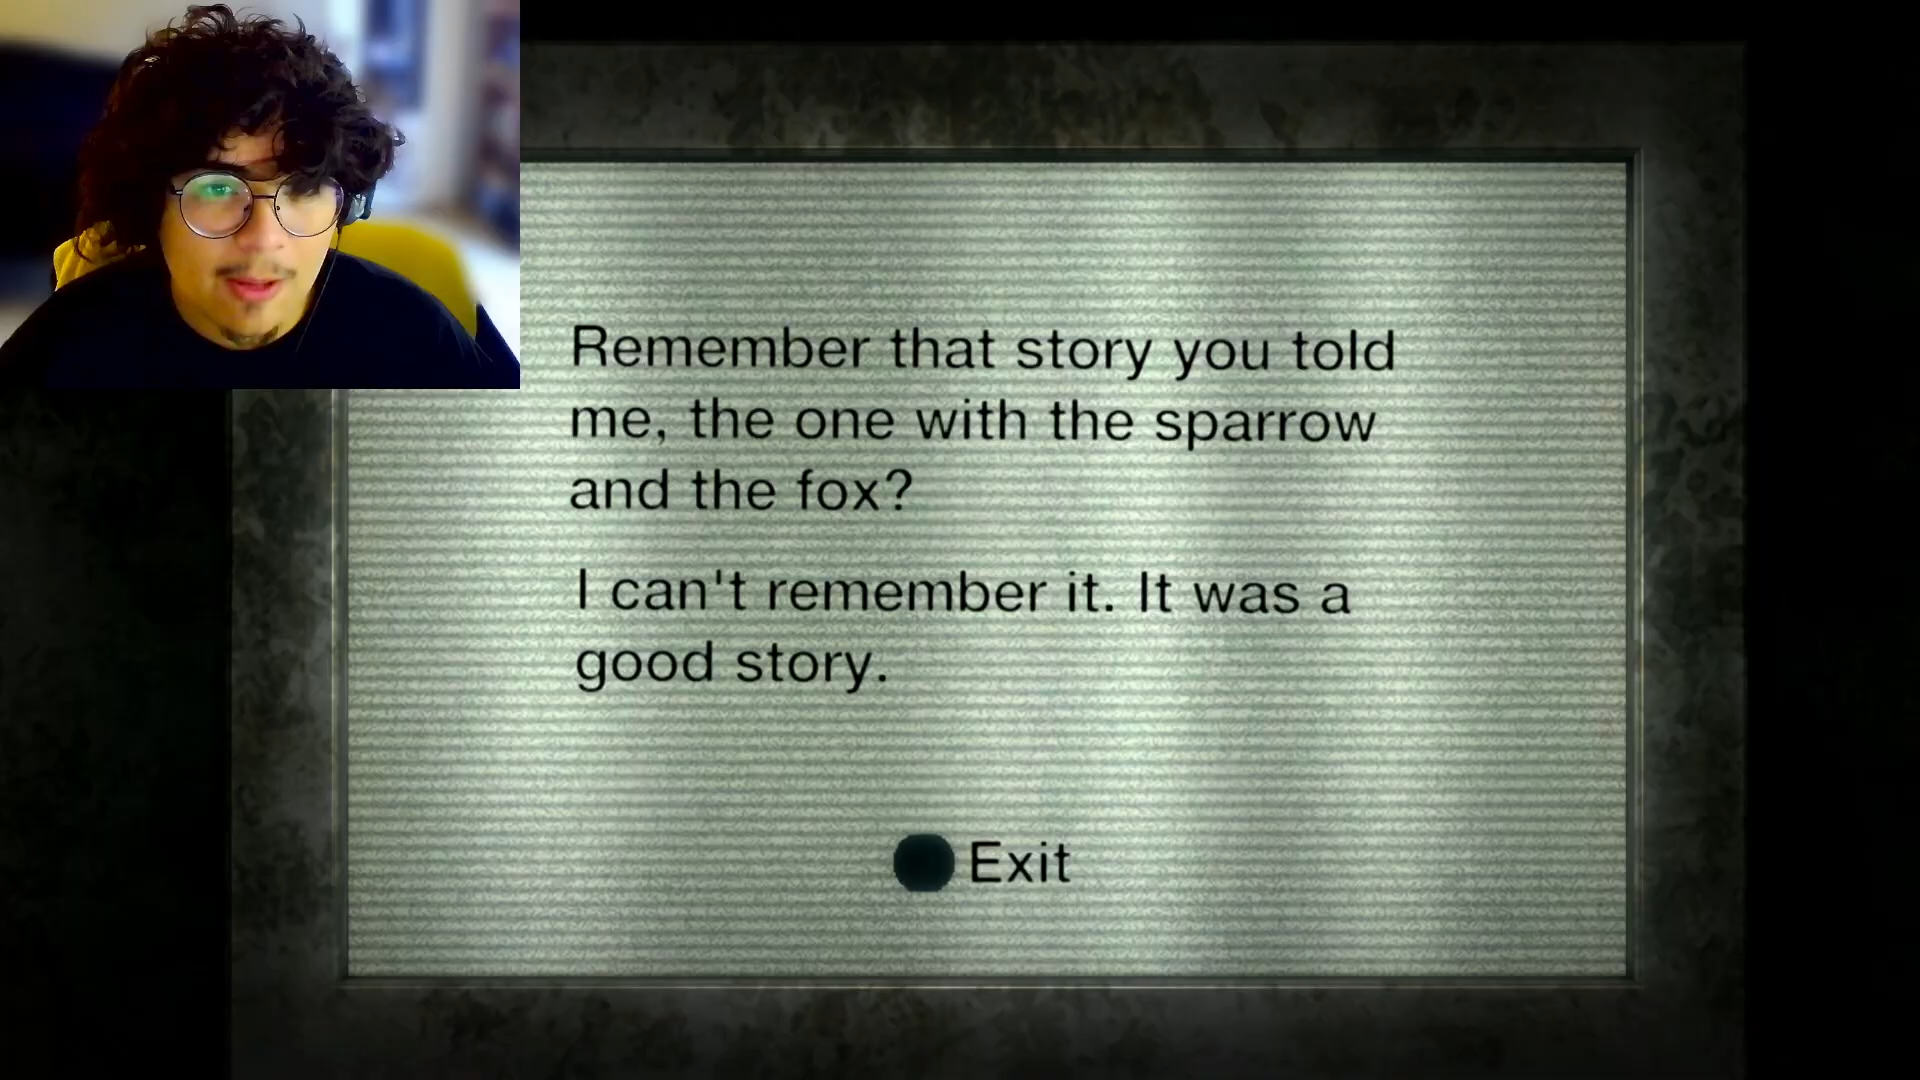 Remember that story you told
me, the one with the sparrow
and the fox?
I can't remember it. It was a
good story.
Exit